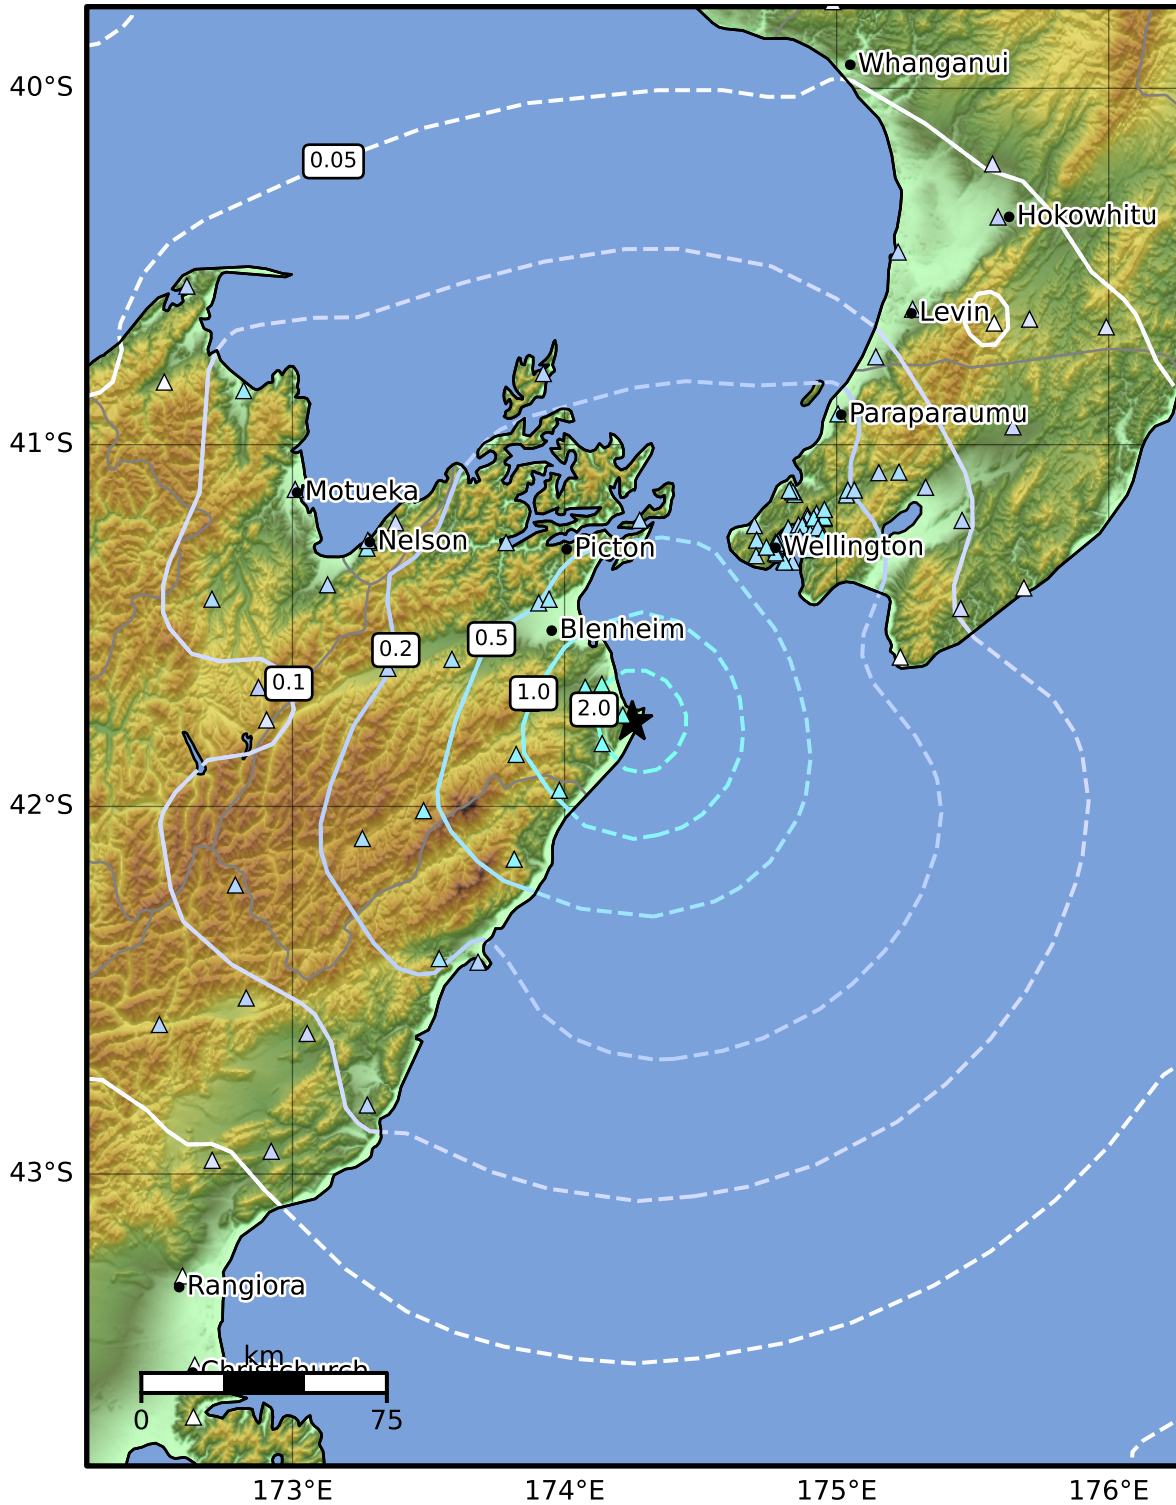 Whanganui
40°S
0.05
Hokowhitu
Levin
Paraparaumu
41°S
Motueka
Nelson
Picton
Wellington
Blenheim
0.5
0.2
0.1
1.0
2.0
42°S
43°S
Rangiora
km
Christchurch
0
75
173°E
174°E
175°E
176°E